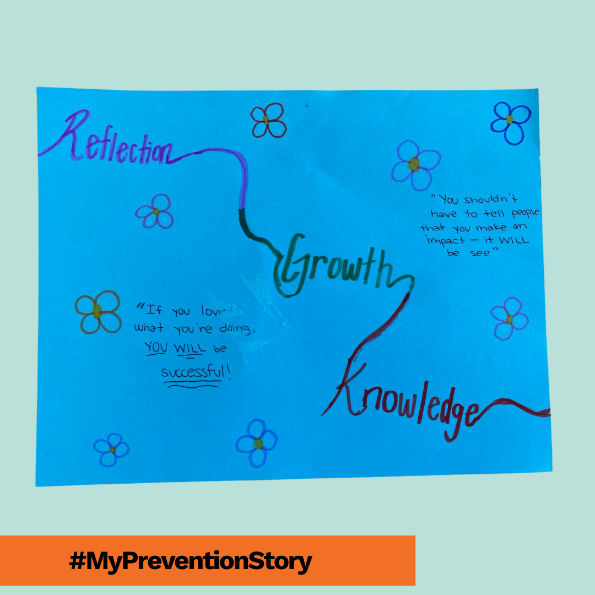 Reflection
Growth
Knowledge
"You shouldn't
have to tell people
that you make an
impact – it WILL
be see"
"If you love
what you're doing,
YOU WILL be
successful!
#MyPreventionStory